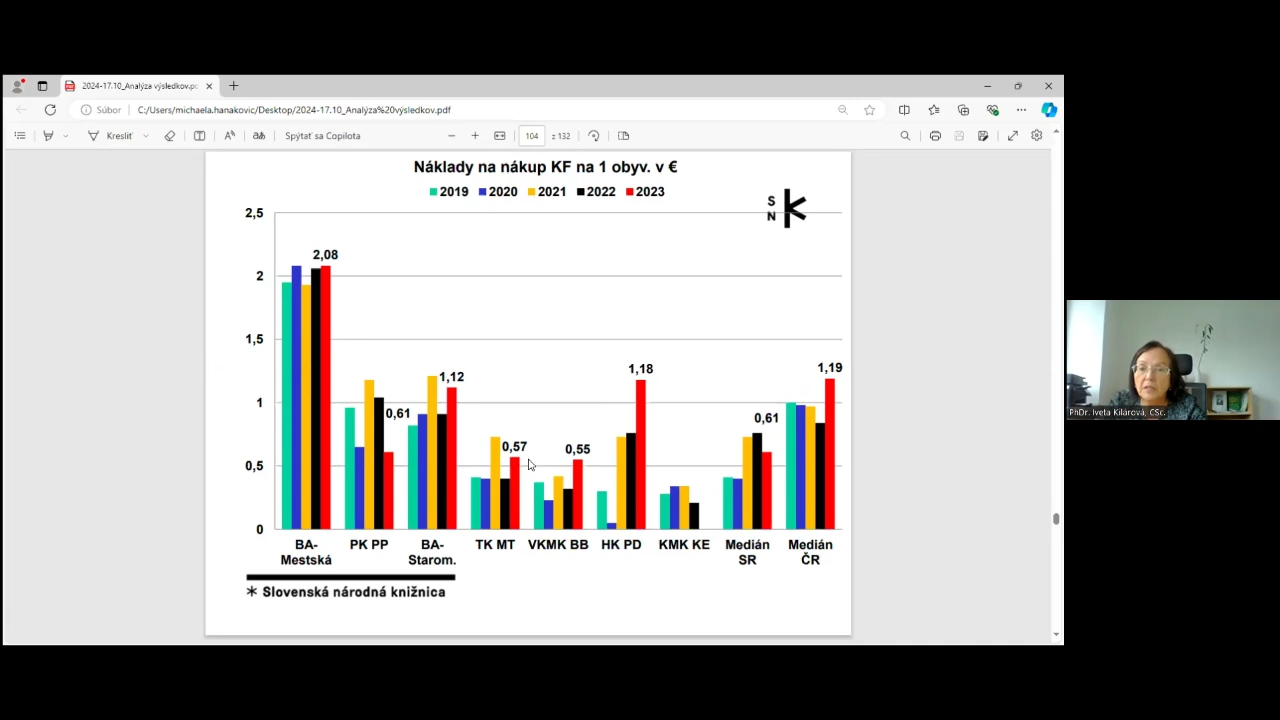 2024-17.10_Analýza výsledkov.pd
Súbor
C:/Users/michaela.hanakovic/Desktop/2024-17.10_Analýza%20výsledkov.pdf
Kresliť
Spýtať sa Copilota
104
z 132
Náklady na nákup KF na 1 obyv. v €
2019 2020 2021 2022 2023
S
N
2,5
2
1,5
1
0,5
0
2,08
0,61
1,12
0,57
0,55
1,18
0,61
1,19
BA-Mestská
PK PP
BA-Starom.
TK MT
VKMK BB
HK PD
KMK KE
Medián SR
Medián ČR
* Slovenská národná knižnica
PhDr. Iveta Kilárová, CSc.